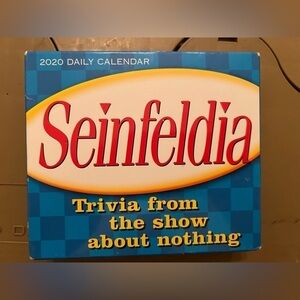 2020 DAILY CALENDAR
Seinfeldia
Trivia from
the show
about nothing